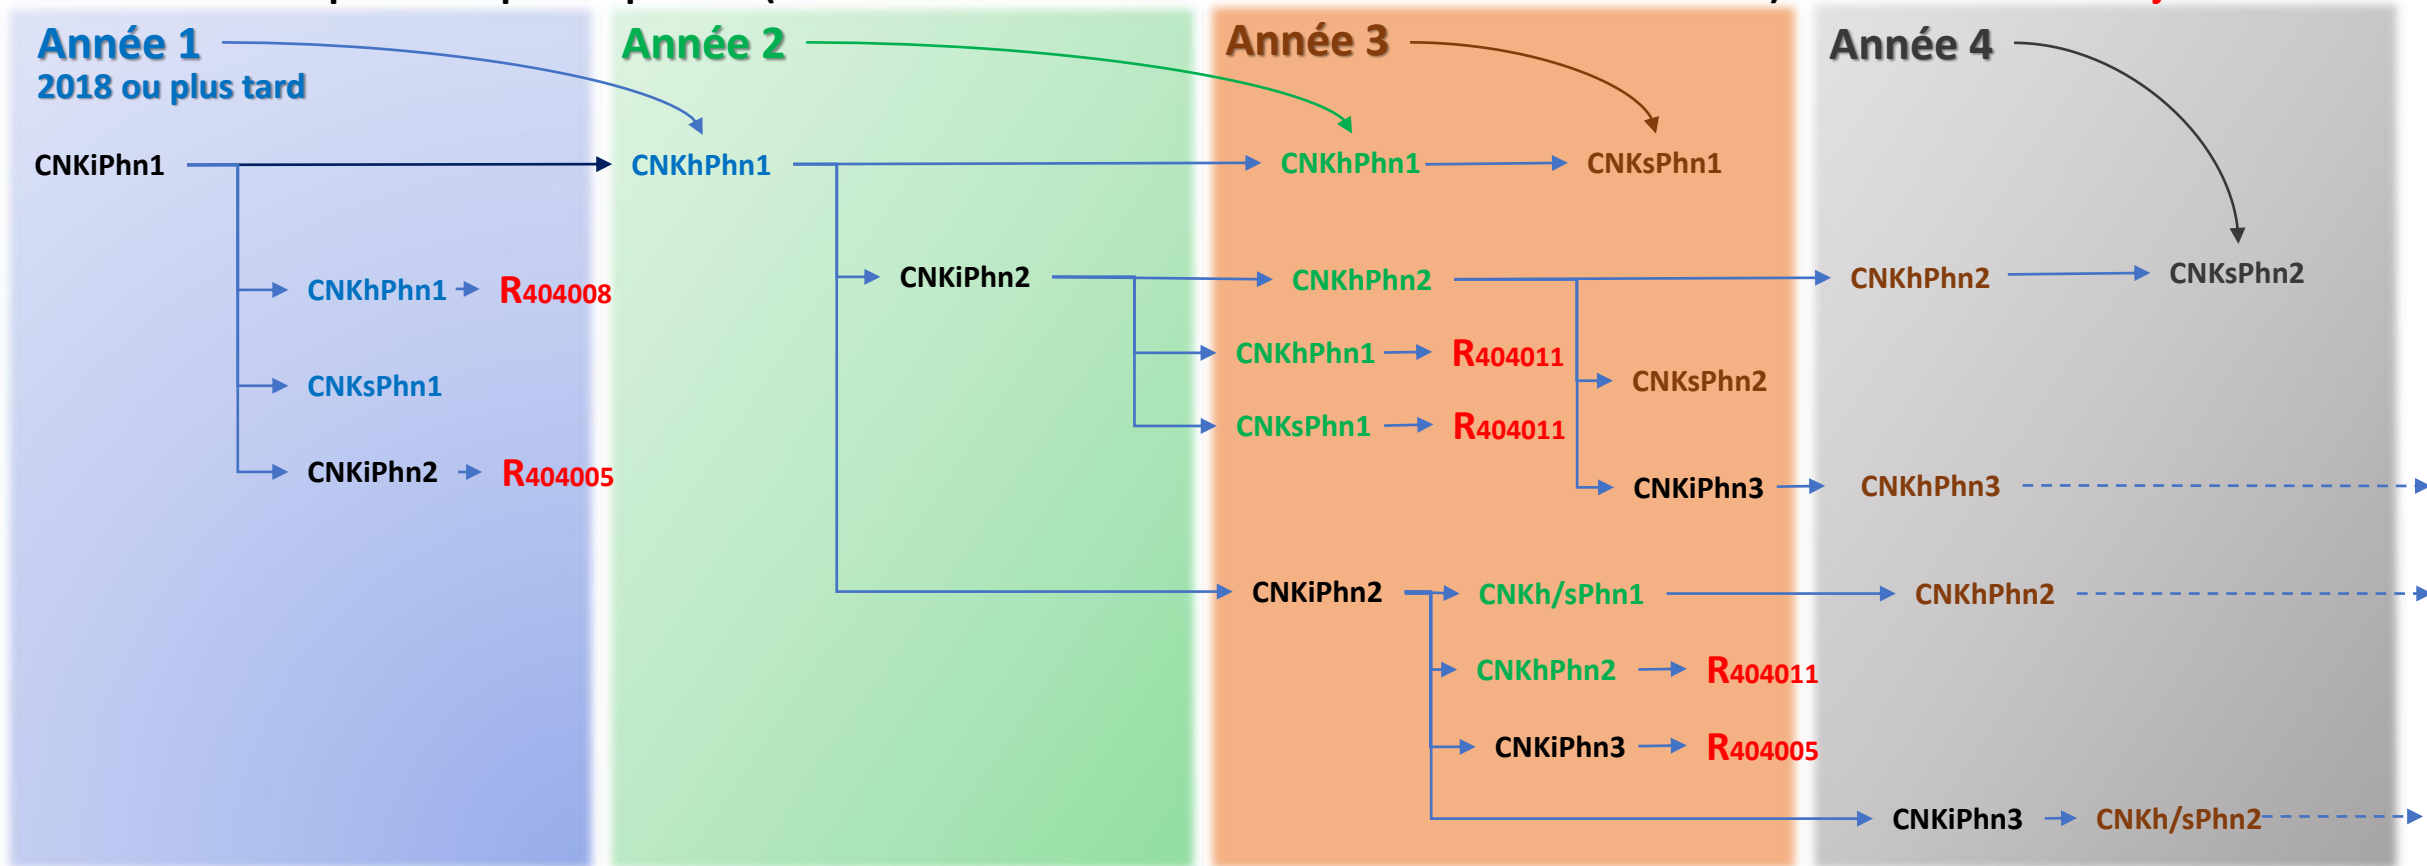 Année 1
2018 ou plus tard
Année 2
Année 3
Année 4
CNKiPhn1
CNKhPhn1
CNKhPhn1
CNKsPhn1
CNKiPhn2
CNKhPhn2
CNKhPhn2
CNKsPhn2
CNKhPhn1
R404008
CNKhPhn1
R404011
CNKsPhn1
CNKsPhn2
CNKsPhn1
R404011
CNKiPhn2
R404005
CNKiPhn3
CNKhPhn3
CNKiPhn2
CNKh/sPhn1
CNKhPhn2
CNKhPhn2
R404011
CNKiPhn3
R404005
CNKiPhn3
CNKh/sPhn2